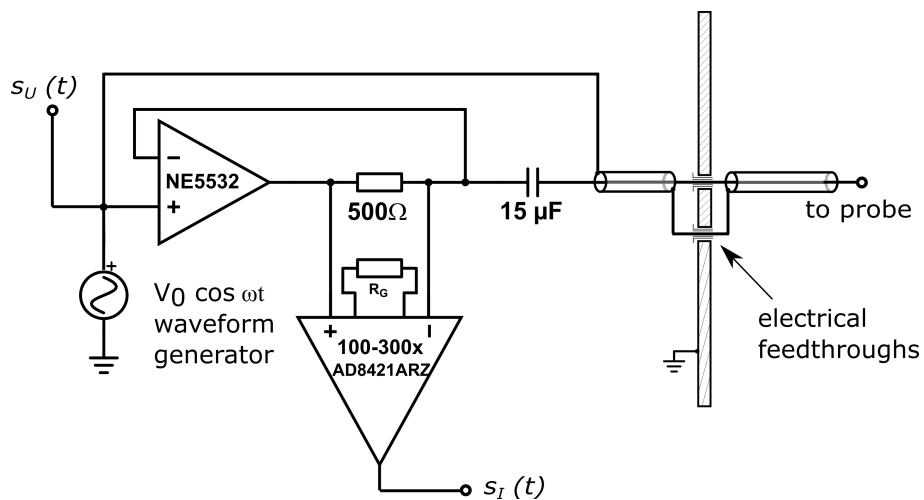 s_U (t)
−
NE5532
+
500Ω
15 µF
to probe
+
V0 cos ωt
waveform
generator
R_G
+ −
100-300x
AD8421ARZ
electrical
feedthroughs
s_I (t)